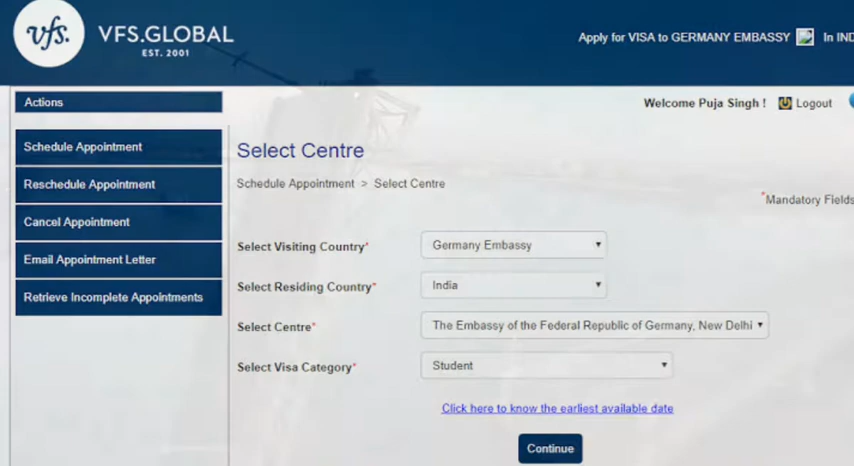 vfs.
VFS.GLOBAL
EST. 2001
Apply for VISA to GERMANY EMBASSY In IND
Actions
Welcome Puja Singh ! Logout
Schedule Appointment
Reschedule Appointment
Cancel Appointment
Email Appointment Letter
Retrieve Incomplete Appointments
Select Centre
Schedule Appointment > Select Centre
*Mandatory Fields
Select Visiting Country* Germany Embassy
Select Residing Country* India
Select Centre* The Embassy of the Federal Republic of Germany, New Delhi
Select Visa Category* Student
Click here to know the earliest available date
Continue